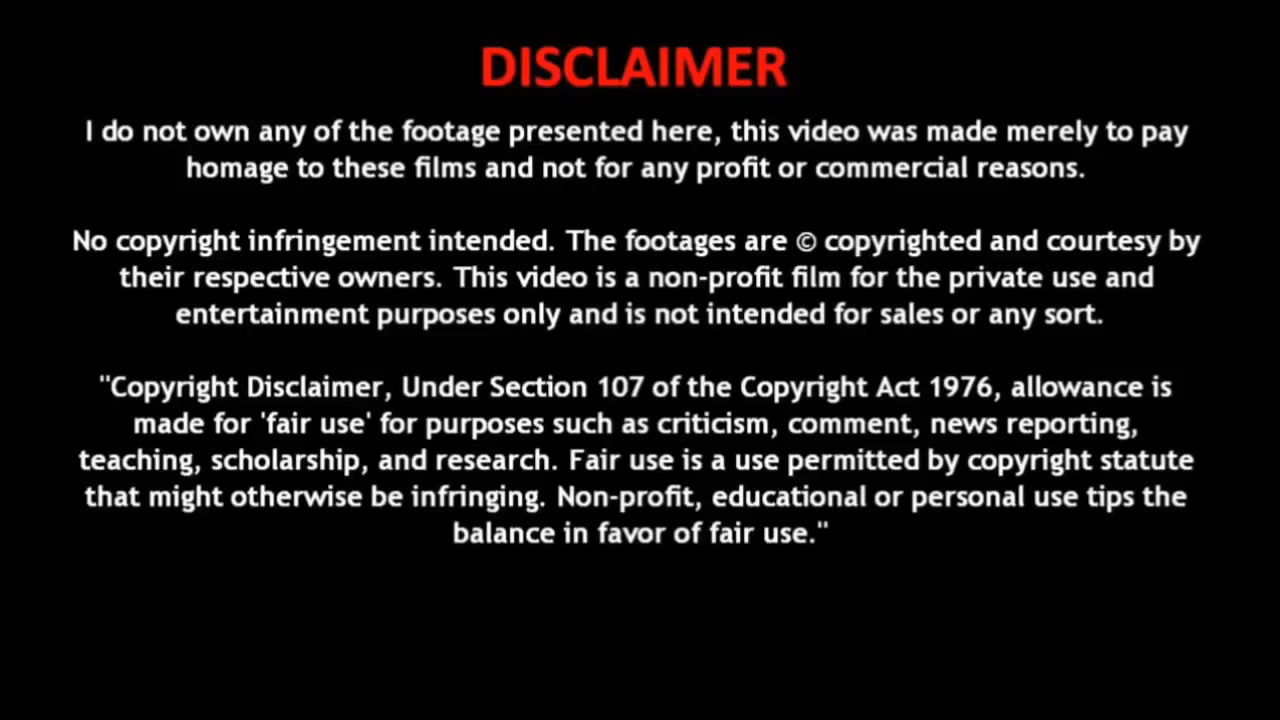 DISCLAIMER
I do not own any of the footage presented here, this video was made merely to pay
homage to these films and not for any profit or commercial reasons.
No copyright infringement intended. The footages are © copyrighted and courtesy by
their respective owners. This video is a non-profit film for the private use and
entertainment purposes only and is not intended for sales or any sort.
"Copyright Disclaimer, Under Section 107 of the Copyright Act 1976, allowance is
made for 'fair use' for purposes such as criticism, comment, news reporting,
teaching, scholarship, and research. Fair use is a use permitted by copyright statute
that might otherwise be infringing. Non-profit, educational or personal use tips the
balance in favor of fair use."